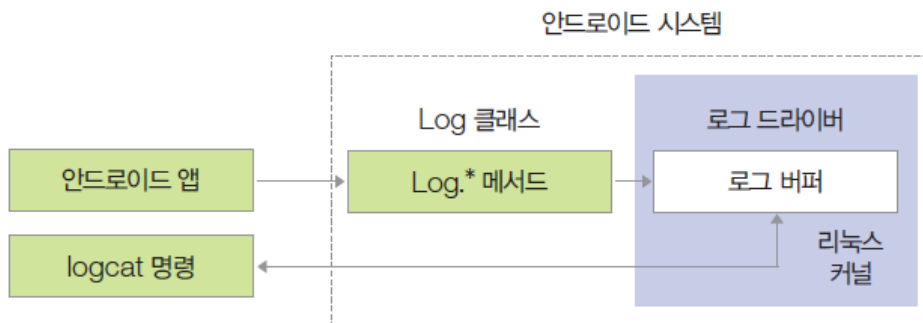 안드로이드 시스템
Log 클래스
로그 드라이버
안드로이드 앱
Log.* 메서드
로그 버퍼
logcat 명령
리눅스
커널